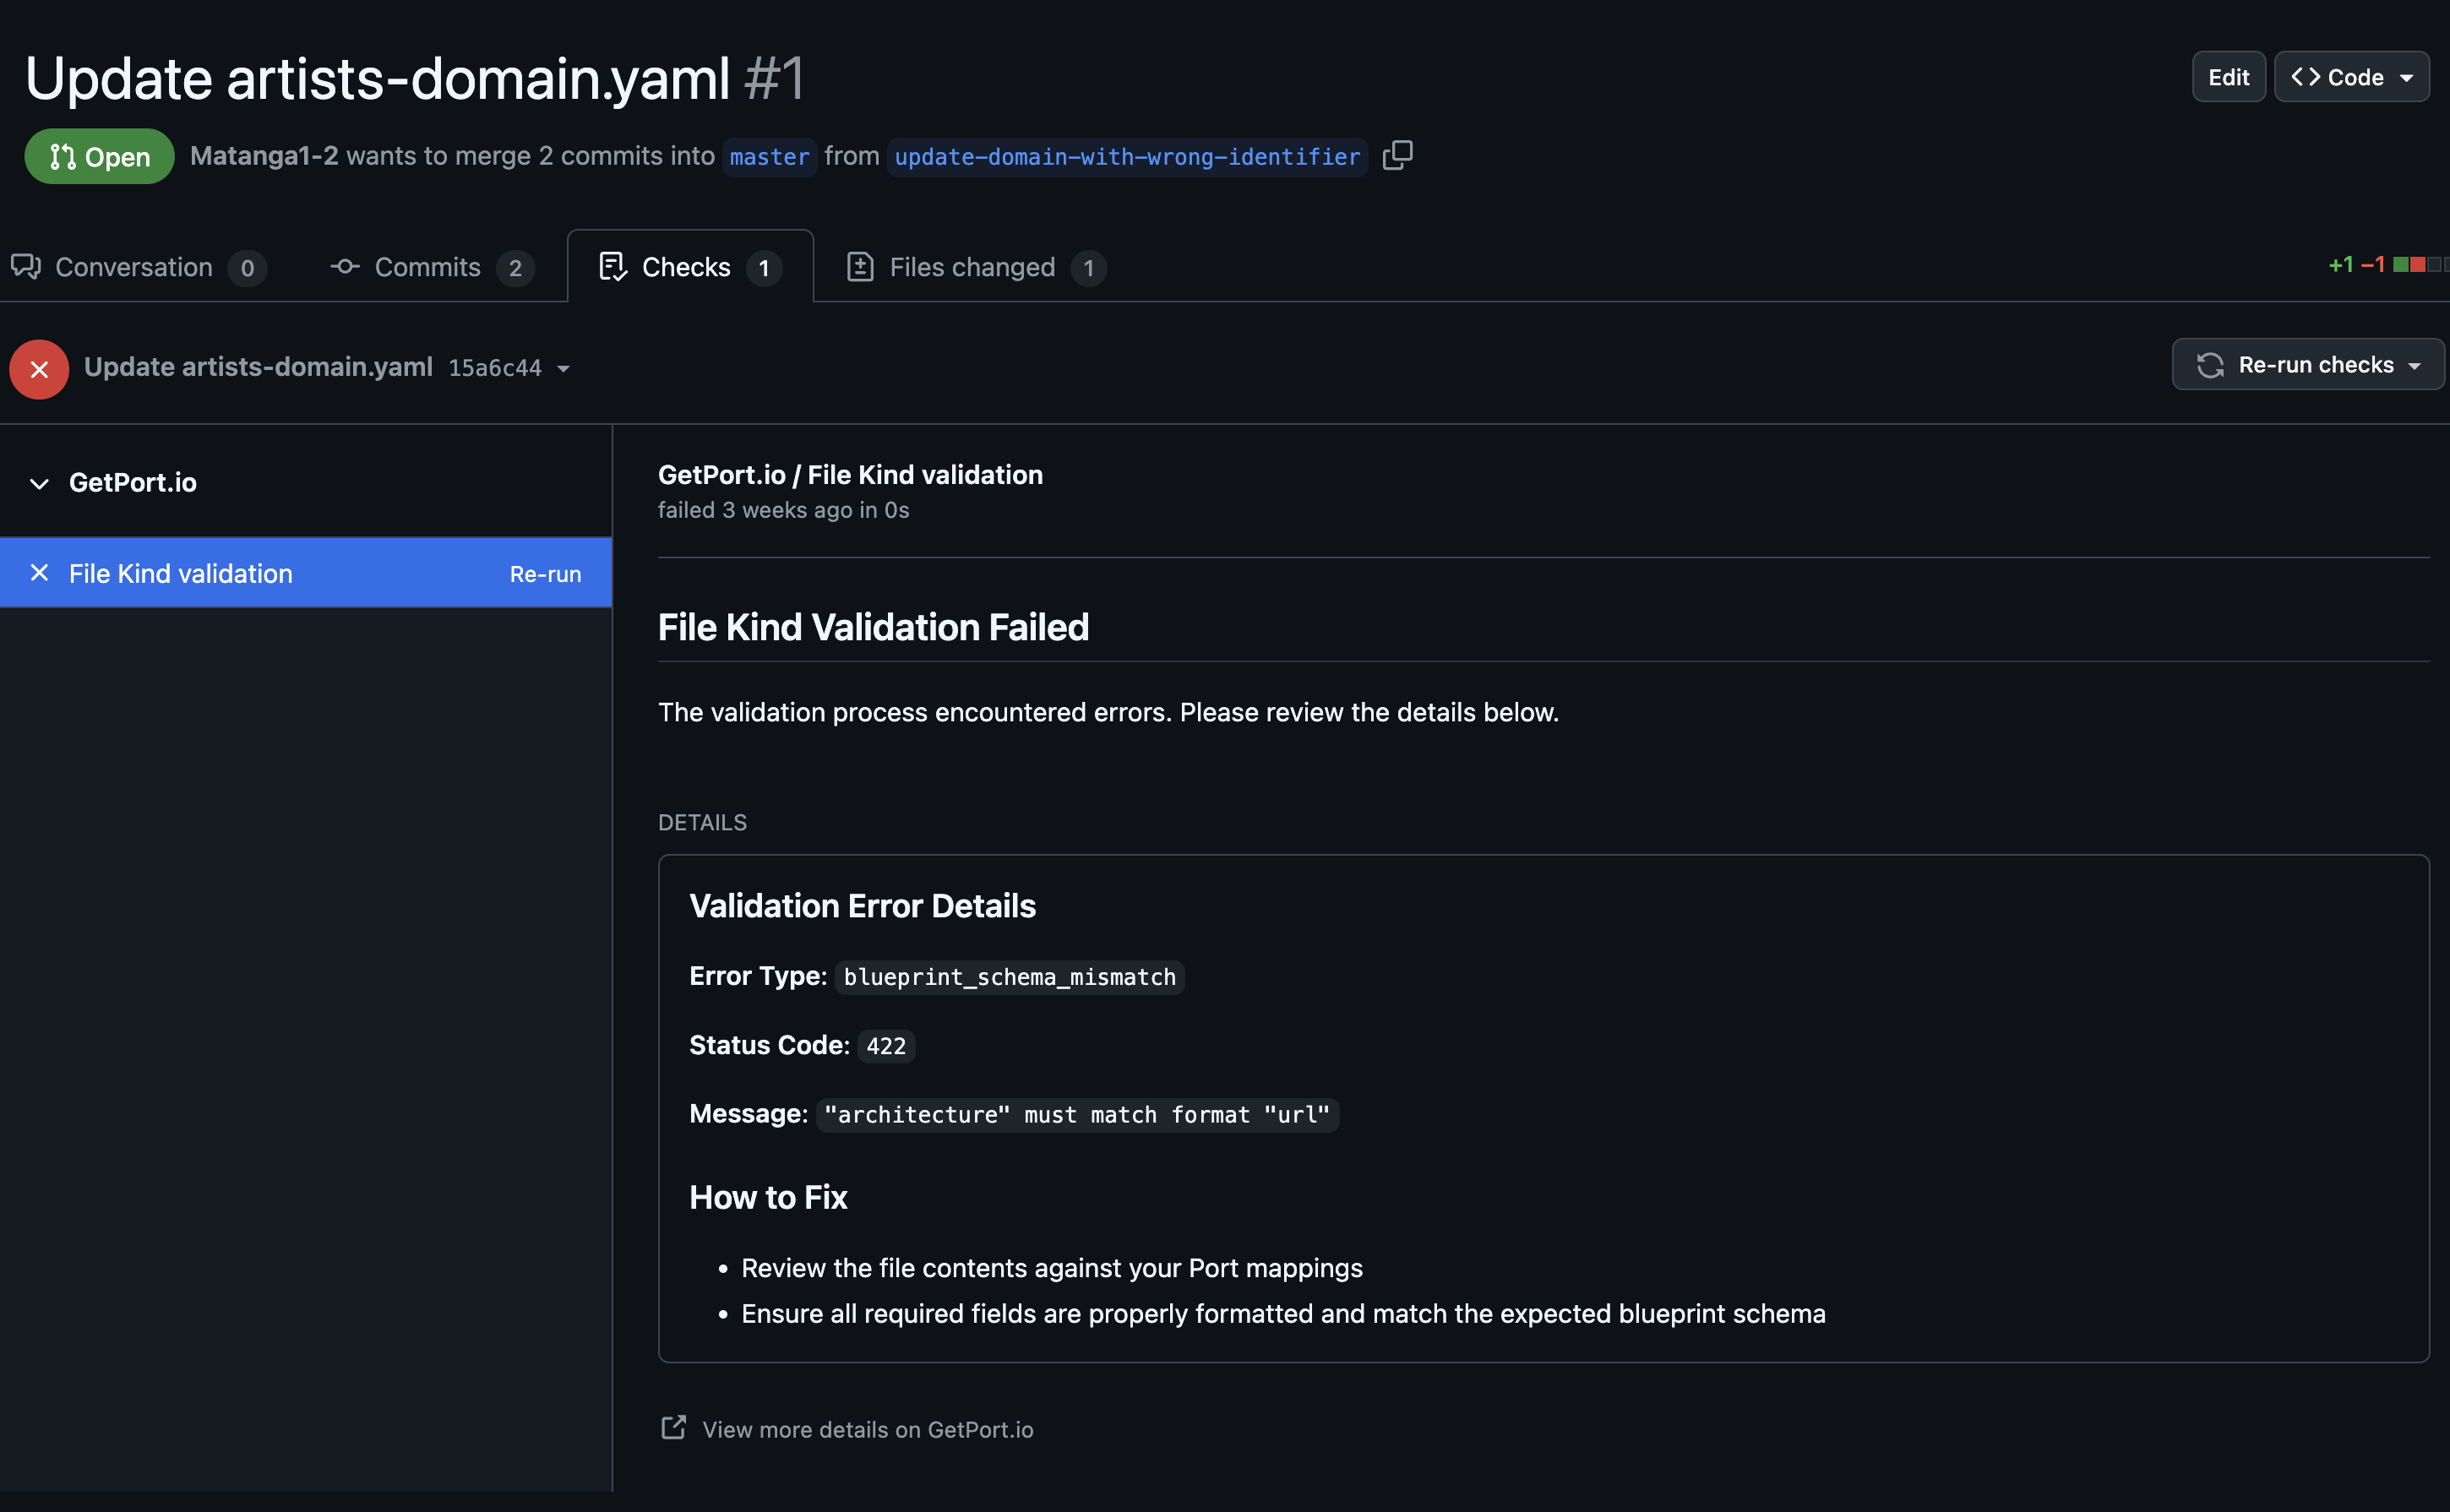 Update artists-domain.yaml #1
Edit
Code
Open
Matanga1-2 wants to merge 2 commits into master from update-domain-with-wrong-identifier
Conversation 0
Commits 2
Checks 1
Files changed 1
+1 −1
Update artists-domain.yaml 15a6c44
Re-run checks
GetPort.io
File Kind validation
Re-run
GetPort.io / File Kind validation
failed 3 weeks ago in 0s
File Kind Validation Failed
The validation process encountered errors. Please review the details below.
DETAILS
Validation Error Details
Error Type: blueprint_schema_mismatch
Status Code: 422
Message: "architecture" must match format "url"
How to Fix
• Review the file contents against your Port mappings
• Ensure all required fields are properly formatted and match the expected blueprint schema
View more details on GetPort.io